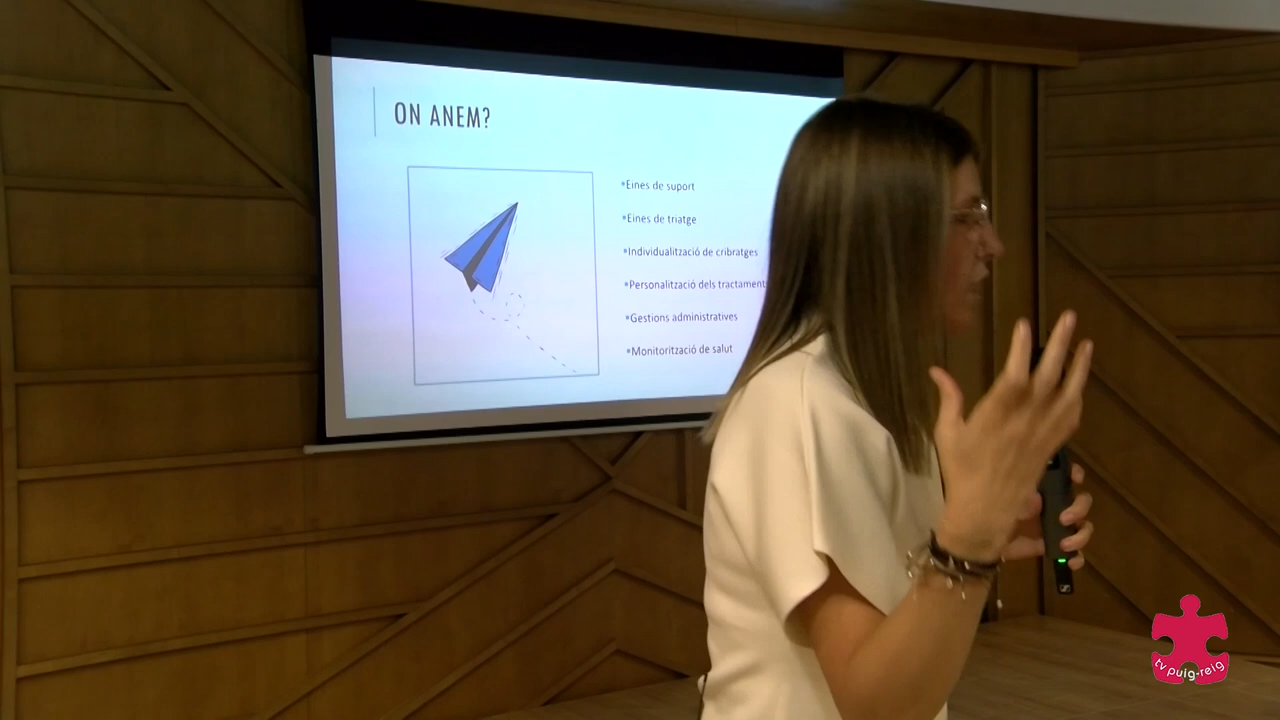 ON ANEM?
•Eines de suport
•Eines de triatge
•Individualització de cribratges
•Personalització dels tractament
•Gestions administratives
•Monitorització de salut
tv puig-reig